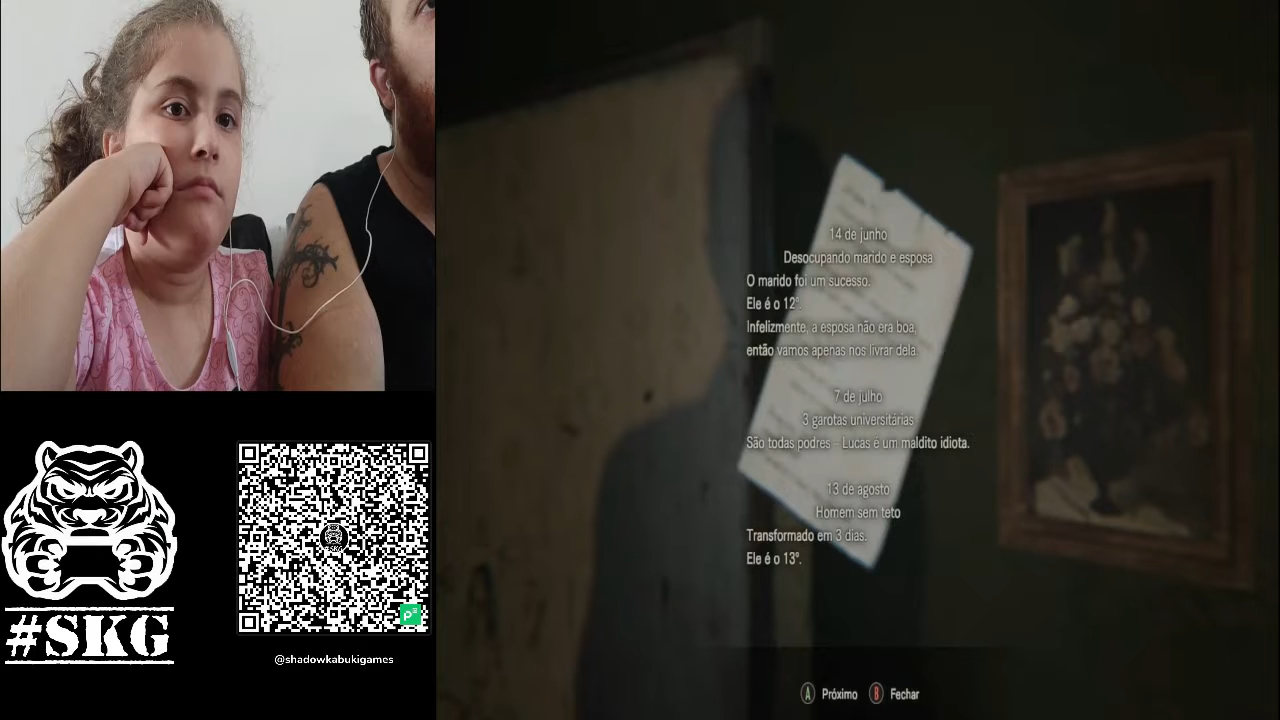 14 de junho
Desocupando marido e esposa
O marido foi um sucesso.
Ele é o 12º.
Infelizmente, a esposa não era boa,
então vamos apenas nos livrar dela.
7 de julho
3 garotas universitárias
São todas podres – Lucas é um maldito idiota.
13 de agosto
Homem sem teto
Transformado em 3 dias.
Ele é o 13º.
A Próximo B Fechar
#SKG
@shadowkabukigames